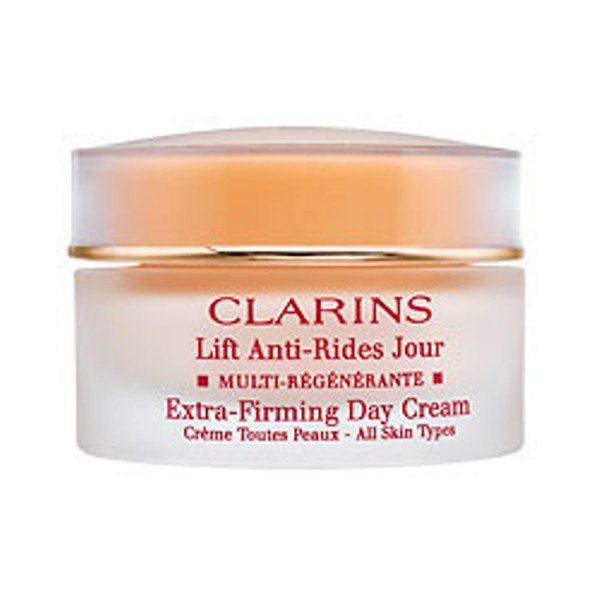 CLARINS
Lift Anti-Rides Jour
■ MULTI-RÉGÉNÉRANTE ■
Extra-Firming Day Cream
Crème Toutes Peaux - All Skin Types